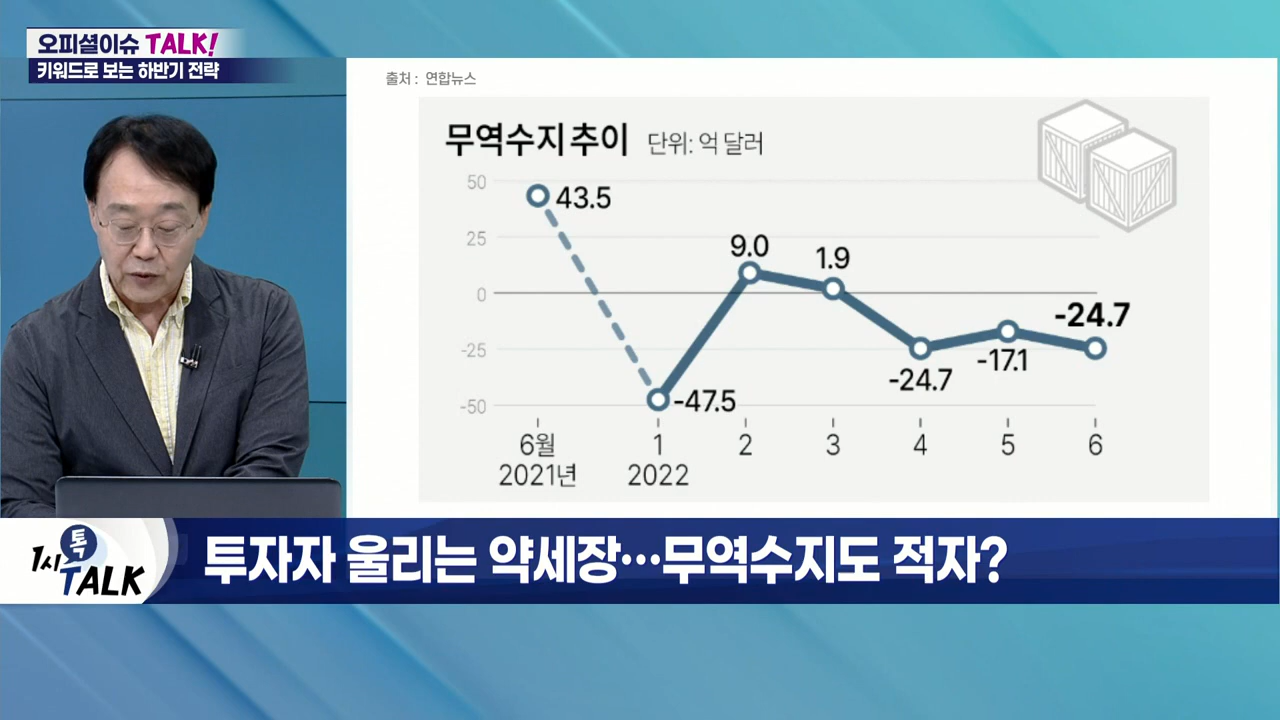 오피셜이슈 TALK!
키워드로 보는 하반기 전략
출처 : 연합뉴스
무역수지 추이 단위: 억 달러
50
25
0
-25
-50
43.5
-47.5
9.0
1.9
-24.7
-17.1
-24.7
6월 1 2 3 4 5 6
2021년 2022
1시 톡 TALK
투자자 울리는 약세장…무역수지도 적자?